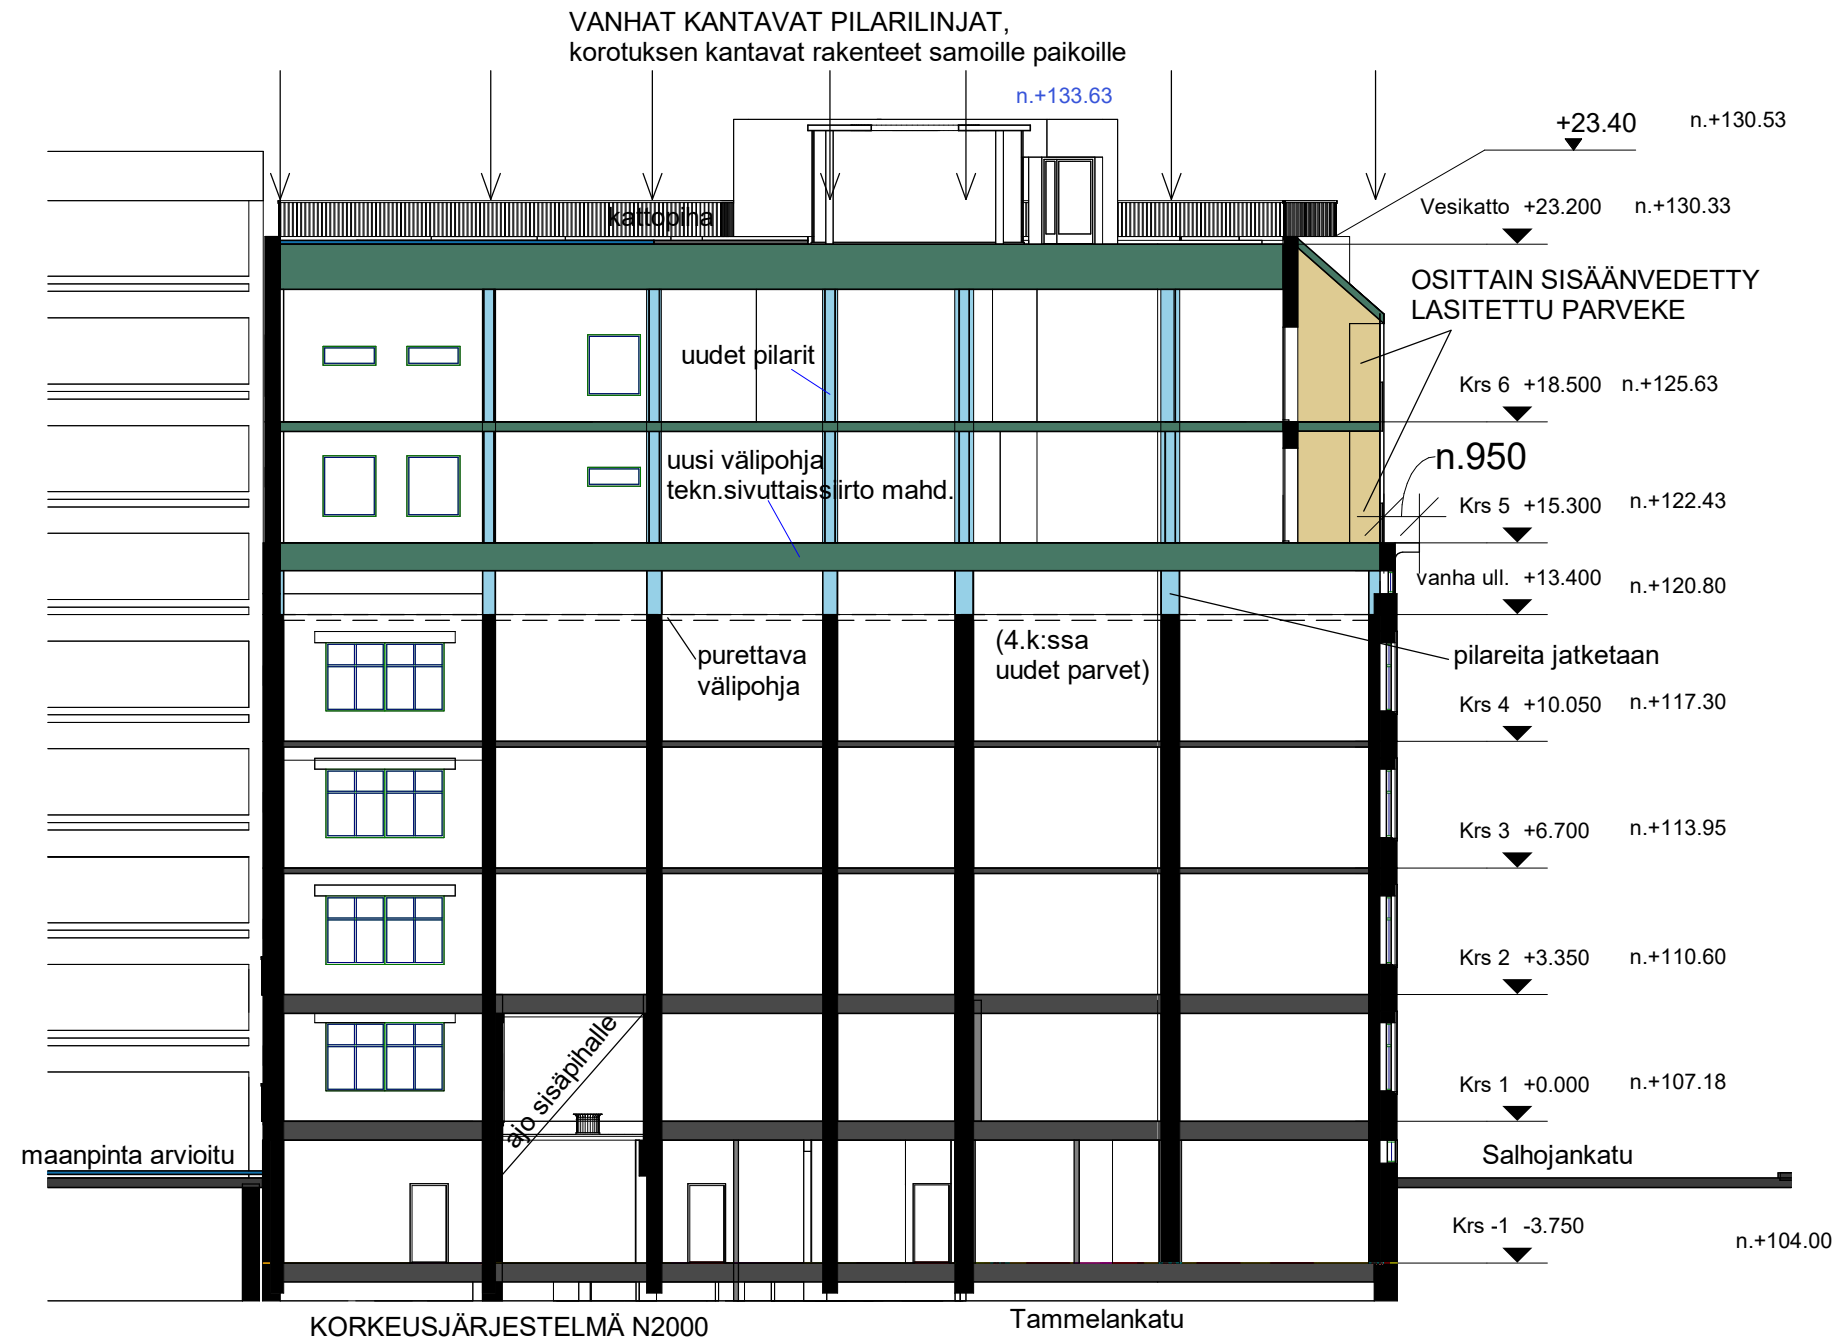 VANHAT KANTAVAT PILARILINJAT,
korotuksen kantavat rakenteet samoille paikoille
n.+133.63
+23.40 n.+130.53
kattopiha
Vesikatto +23.200 n.+130.33
OSITTAIN SISÄÄNVEDETTY
LASITETTU PARVEKE
uudet pilarit
Krs 6 +18.500 n.+125.63
n.950
uusi välipohja
tekn.sivuttaissiirto mahd.
Krs 5 +15.300 n.+122.43
vanha ull. +13.400 n.+120.80
(4.k:ssa
uudet parvet)
purettava
välipohja
pilareita jatketaan
Krs 4 +10.050 n.+117.30
Krs 3 +6.700 n.+113.95
Krs 2 +3.350 n.+110.60
ajo sisäpihalle
Krs 1 +0.000 n.+107.18
maanpinta arvioitu
Salhojankatu
Krs -1 -3.750
n.+104.00
KORKEUSJÄRJESTELMÄ N2000
Tammelankatu